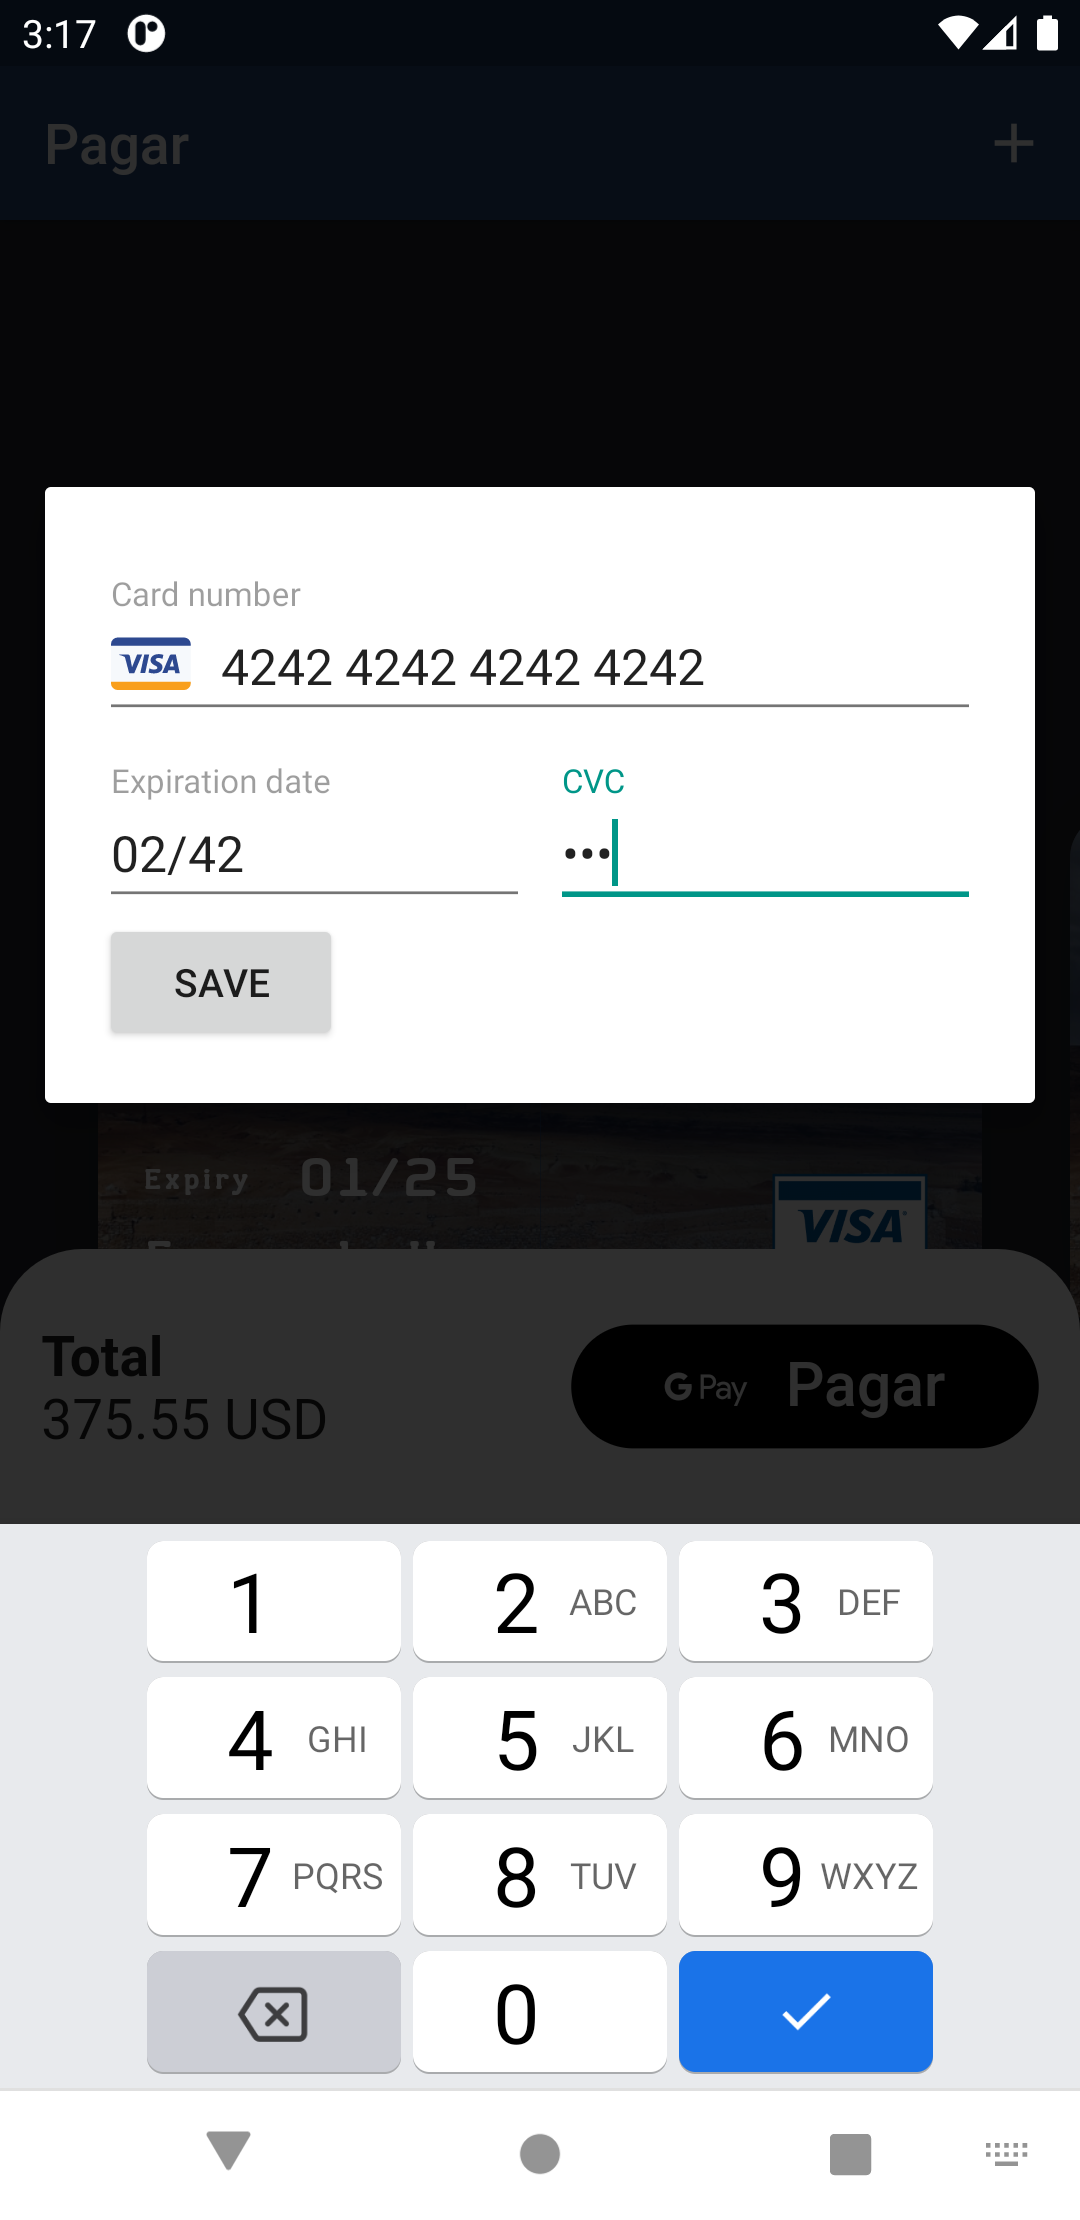 3:17
Pagar
Card number
VISA 4242 4242 4242 4242
Expiration date CVC
02/42 •••
SAVE
Expiry 01/25
VISA
Total
375.55 USD
G Pay Pagar
1 2 ABC 3 DEF
4 GHI 5 JKL 6 MNO
7 PQRS 8 TUV 9 WXYZ
0